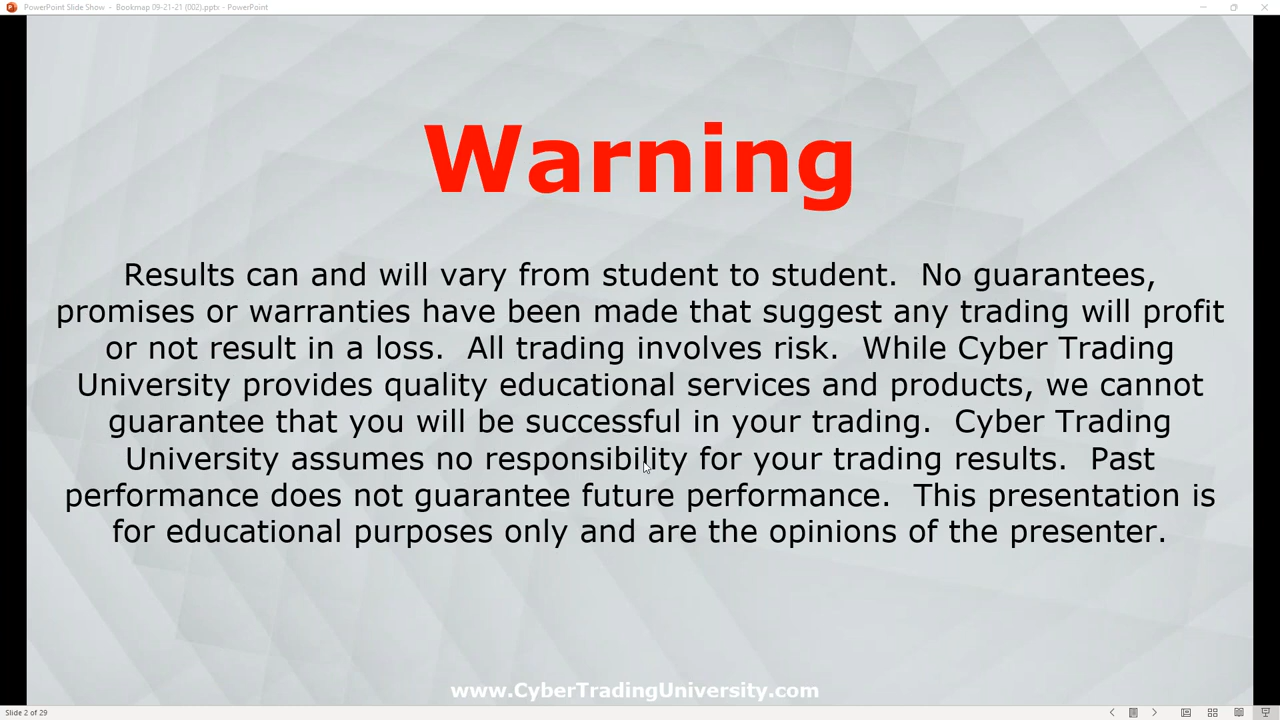 PowerPoint Slide Show - Bookmap 09-21-21 (002).ppts - PowerPoint
Warning
Results can and will vary from student to student.  No guarantees,
promises or warranties have been made that suggest any trading will profit
or not result in a loss.  All trading involves risk.  While Cyber Trading
University provides quality educational services and products, we cannot
guarantee that you will be successful in your trading.  Cyber Trading
University assumes no responsibility for your trading results.  Past
performance does not guarantee future performance.  This presentation is
for educational purposes only and are the opinions of the presenter.
www.CyberTradingUniversity.com
Slide 2 of 29